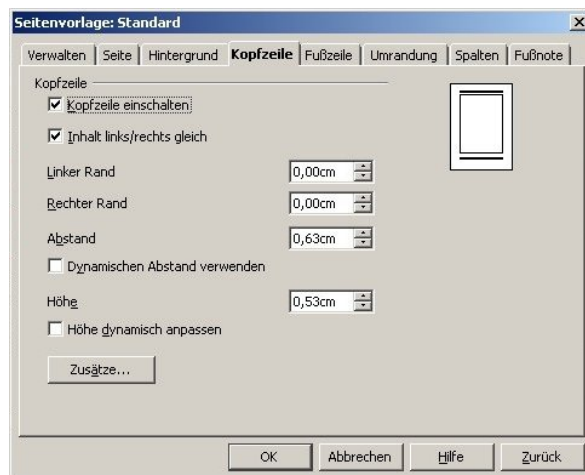 Seitenvorlage: Standard
Verwalten Seite Hintergrund Kopfzeile Fußzeile Umrandung Spalten Fußnote
Kopfzeile
Kopfzeile einschalten
Inhalt links/rechts gleich
Linker Rand 0,00cm
Rechter Rand 0,00cm
Abstand 0,63cm
Dynamischen Abstand verwenden
Höhe 0,53cm
Höhe dynamisch anpassen
Zusätze...
OK Abbrechen Hilfe Zurück